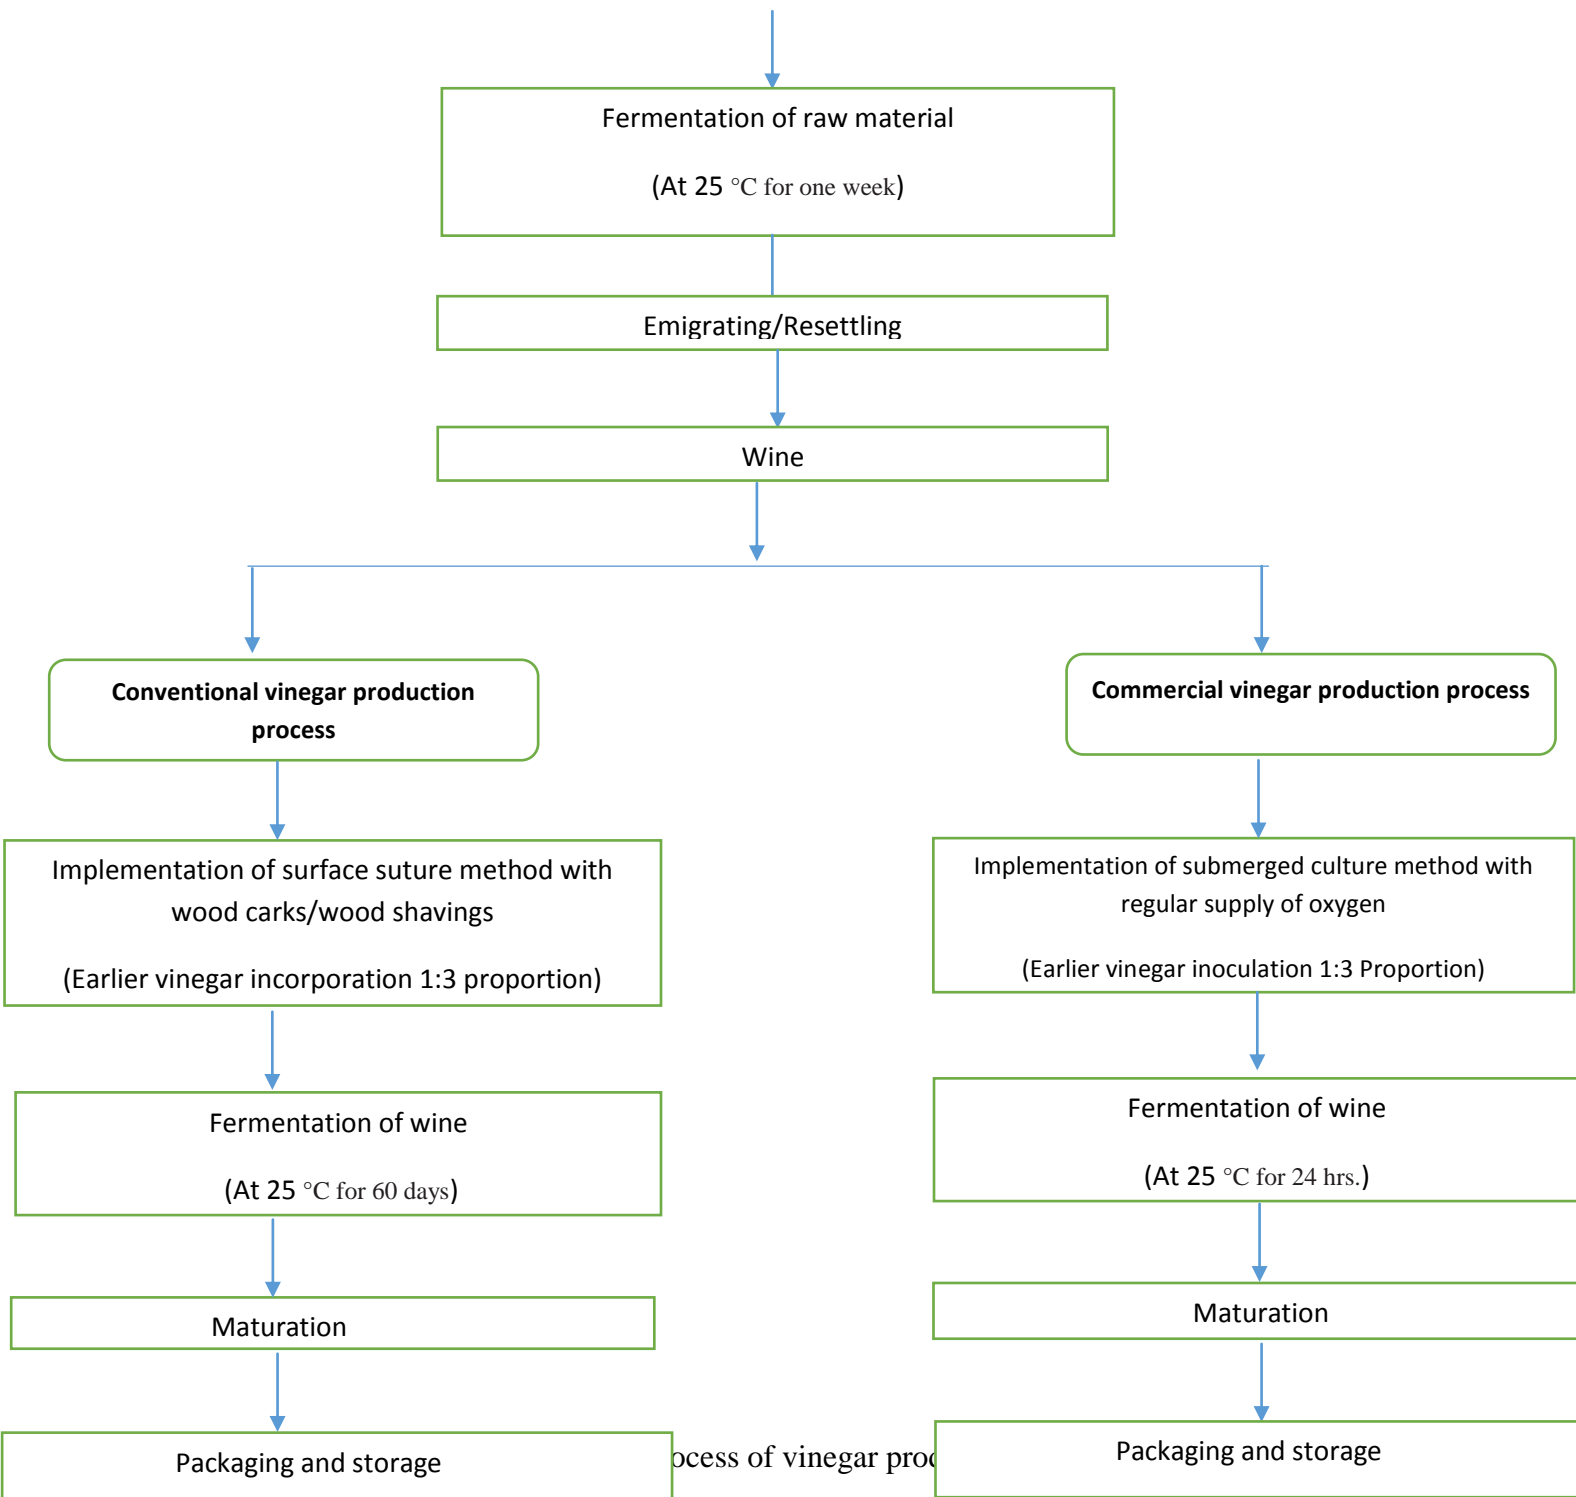 Fermentation of raw material
(At 25 °C for one week)
Emigrating/Resettling
Wine
Conventional vinegar production
process
Implementation of surface suture method with
wood carks/wood shavings
(Earlier vinegar incorporation 1:3 proportion)
Fermentation of wine
(At 25 °C for 60 days)
Maturation
Packaging and storage
Commercial vinegar production process
Implementation of submerged culture method with
regular supply of oxygen
(Earlier vinegar inoculation 1:3 Proportion)
Fermentation of wine
(At 25 °C for 24 hrs.)
Maturation
Packaging and storage
of vinegar